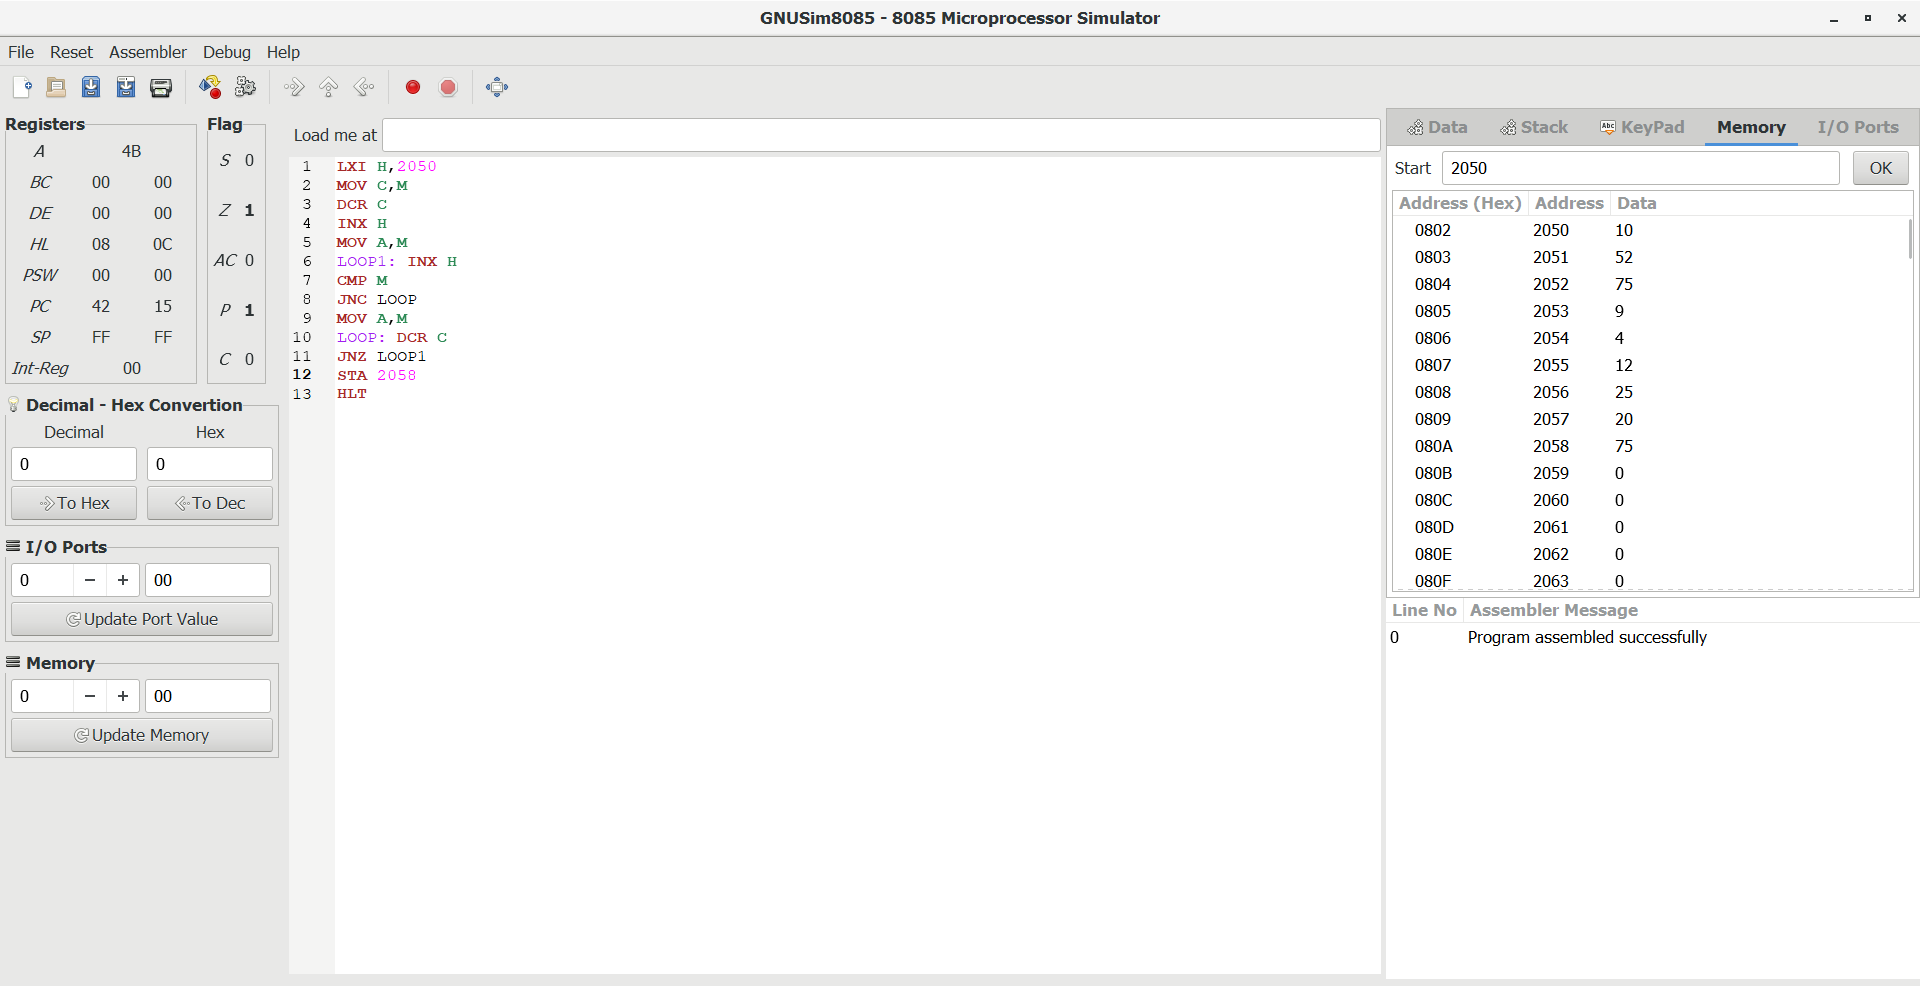 GNUSim8085 - 8085 Microprocessor Simulator
File Reset Assembler Debug Help
Registers
A 4B
BC 00 00
DE 00 00
HL 08 0C
PSW 00 00
PC 42 15
SP FF FF
Int-Reg 00
Flag
S 0
Z 1
AC 0
P 1
C 0
Decimal - Hex Convertion
Decimal Hex
0 0
To Hex To Dec
I/O Ports
0 − + 00
Update Port Value
Memory
0 − + 00
Update Memory
Load me at
1 LXI H,2050
2 MOV C,M
3 DCR C
4 INX H
5 MOV A,M
6 LOOP1: INX H
7 CMP M
8 JNC LOOP
9 MOV A,M
10 LOOP: DCR C
11 JNZ LOOP1
12 STA 2058
13 HLT
Data Stack Abc KeyPad Memory I/O Ports
Start 2050 OK
Address (Hex) Address Data
0802 2050 10
0803 2051 52
0804 2052 75
0805 2053 9
0806 2054 4
0807 2055 12
0808 2056 25
0809 2057 20
080A 2058 75
080B 2059 0
080C 2060 0
080D 2061 0
080E 2062 0
080F 2063 0
Line No Assembler Message
0 Program assembled successfully